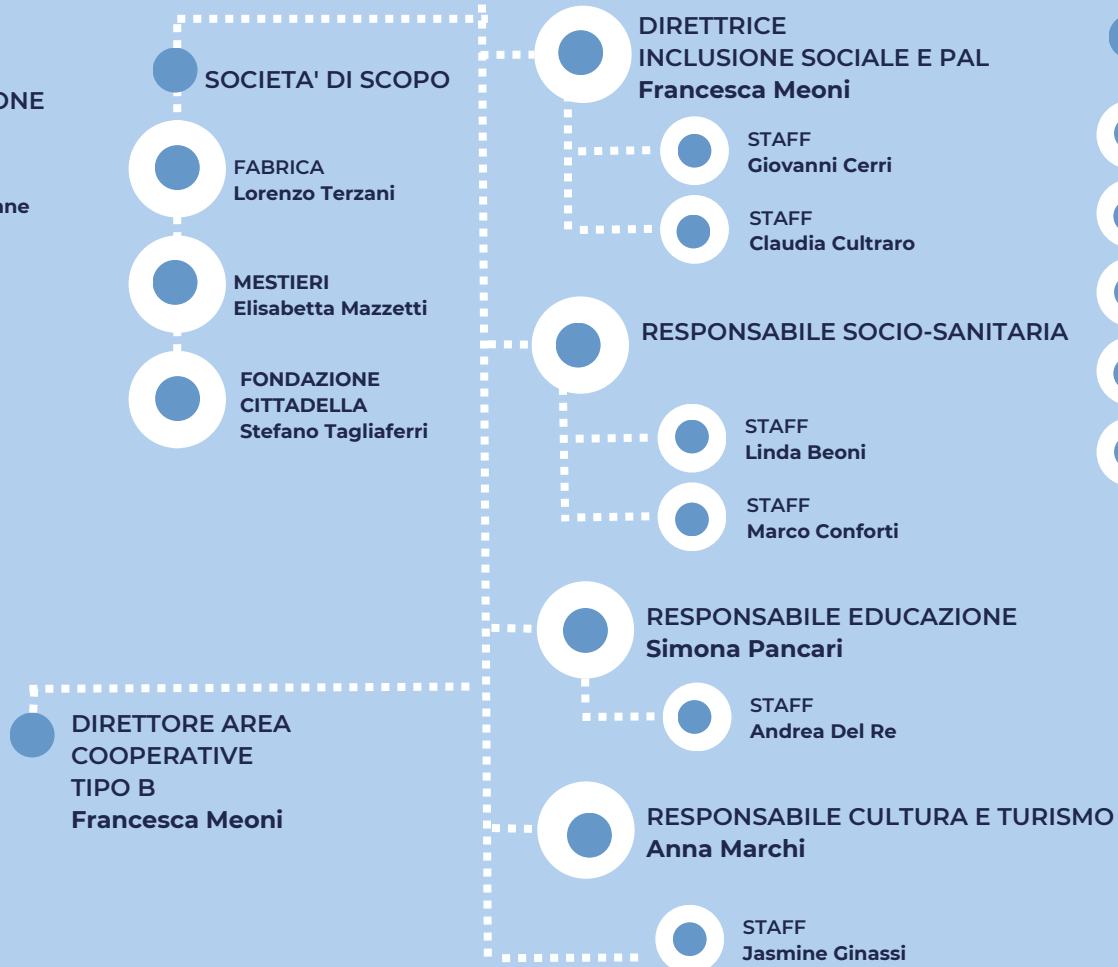 SOCIETA' DI SCOPO
FABRICA
Lorenzo Terzani
MESTIERI
Elisabetta Mazzetti
FONDAZIONE
CITTADELLA
Stefano Tagliaferri
DIRETTORE AREA
COOPERATIVE
TIPO B
Francesca Meoni
DIRETTRICE
INCLUSIONE SOCIALE E PAL
Francesca Meoni
STAFF
Giovanni Cerri
STAFF
Claudia Cultraro
RESPONSABILE SOCIO-SANITARIA
STAFF
Linda Beoni
STAFF
Marco Conforti
RESPONSABILE EDUCAZIONE
Simona Pancari
STAFF
Andrea Del Re
RESPONSABILE CULTURA E TURISMO
Anna Marchi
STAFF
Jasmine Ginassi